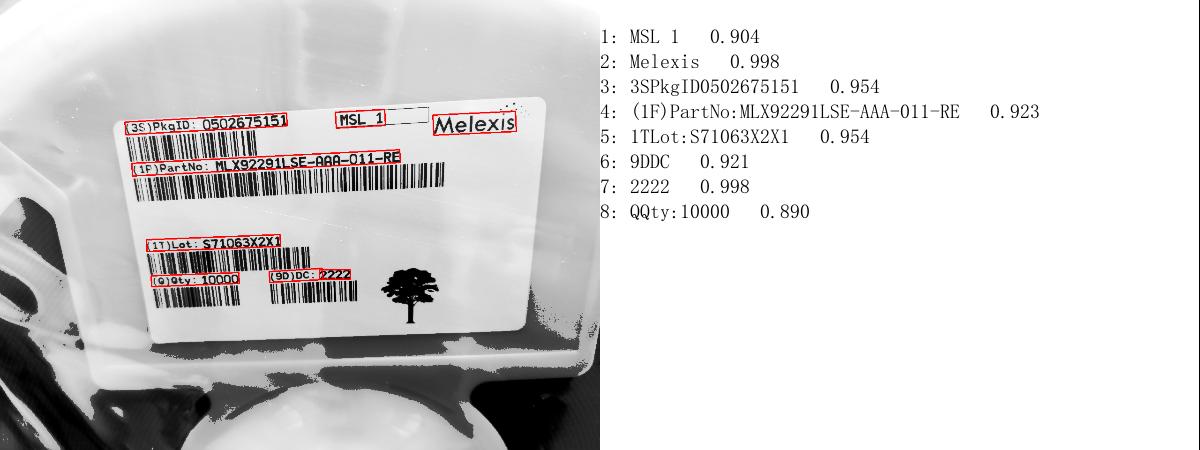 (3S)PkgID: 0502675151 MSL 1 Melexis
(1P)PartNo: MLX92291LSE-AAA-011-RE
(1T)Lot: S71063X2X1
(Q)Qty: 10000 (9D)DC: 2222
1: MSL 1 0.904
2: Melexis 0.998
3: 3SPkgID0502675151 0.954
4: (1F)PartNo:MLX92291LSE-AAA-011-RE 0.923
5: 1TLot:S71063X2X1 0.954
6: 9DDC 0.921
7: 2222 0.998
8: QQty:10000 0.890